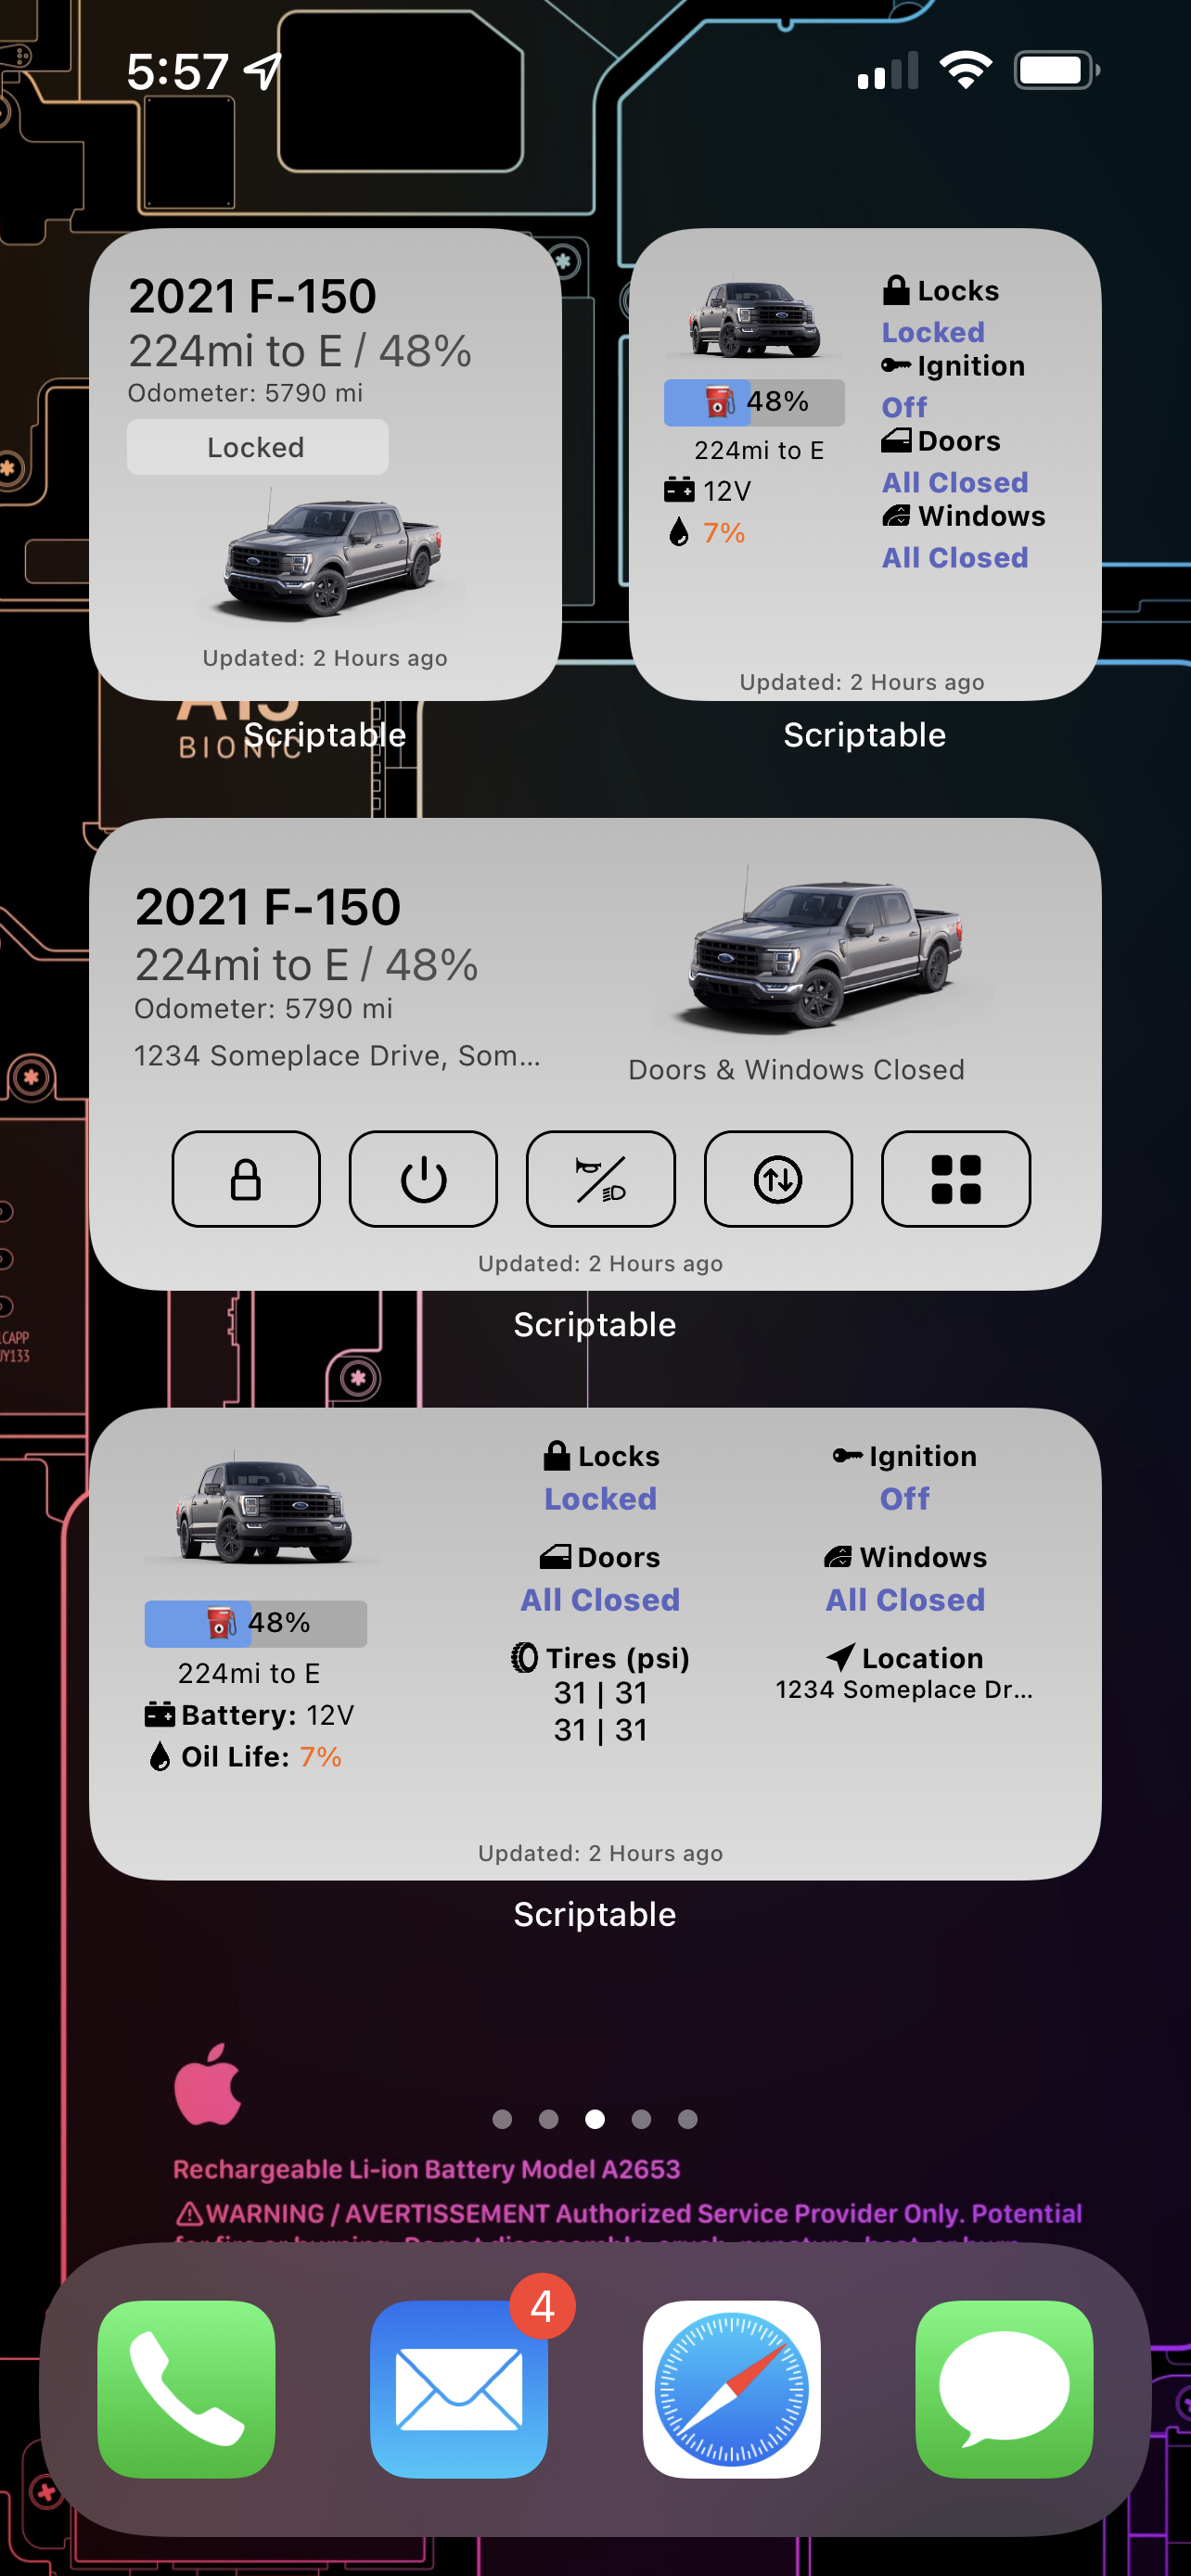 5:57
2021 F-150
224mi to E / 48%
Odometer: 5790 mi
Locked
Updated: 2 Hours ago
Scriptable
48%
224mi to E
12V
7%
Locks
Locked
Ignition
Off
Doors
All Closed
Windows
All Closed
Updated: 2 Hours ago
Scriptable
BIONIC
2021 F-150
224mi to E / 48%
Odometer: 5790 mi
1234 Someplace Drive, Som...
Doors & Windows Closed
Updated: 2 Hours ago
Scriptable
48%
224mi to E
Battery: 12V
Oil Life: 7%
Locks
Locked
Ignition
Off
Doors
All Closed
Windows
All Closed
Tires (psi)
31 | 31
31 | 31
Location
1234 Someplace Dr...
Updated: 2 Hours ago
Scriptable
Rechargeable Li-ion Battery Model A2653
WARNING / AVERTISSEMENT Authorized Service Provider Only. Potential
4